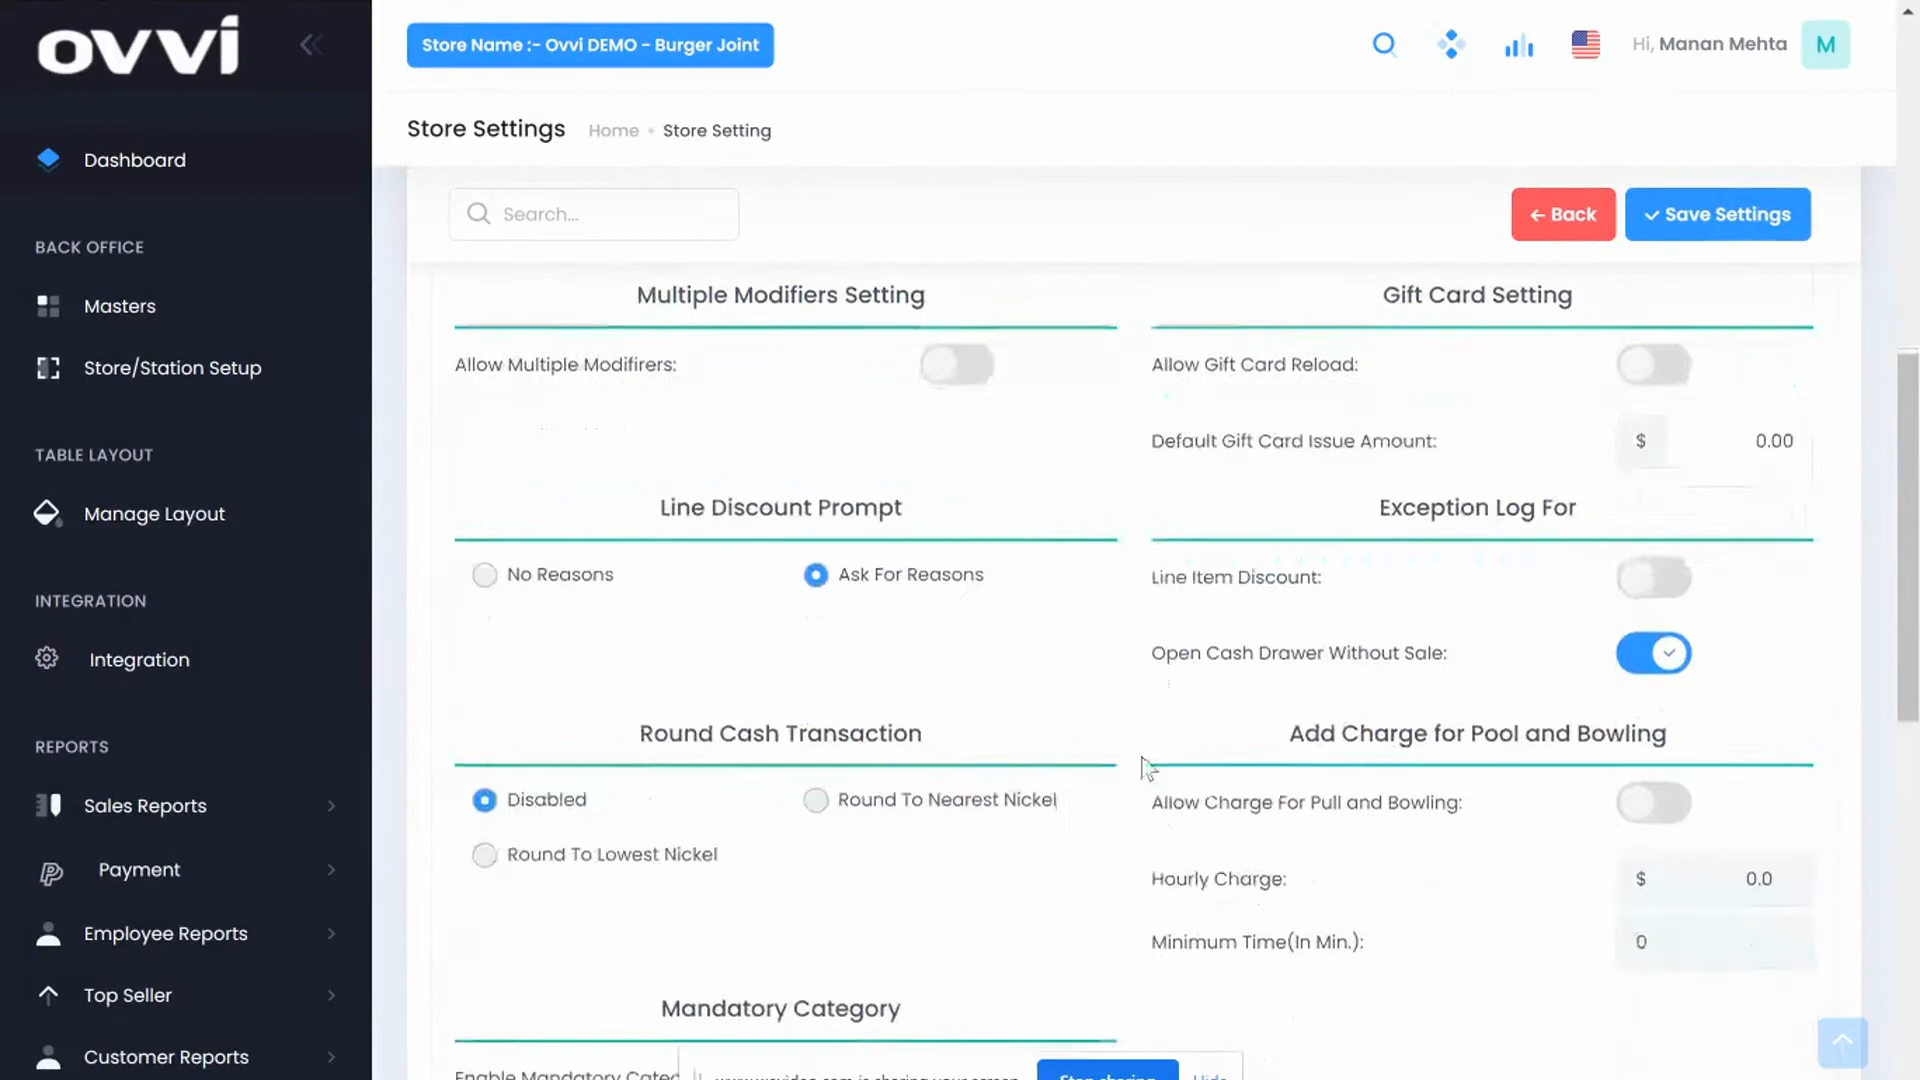 ovvi
Store Name :- Ovvi DEMO - Burger Joint
Hi, Manan Mehta
M
Store Settings
Home • Store Setting
Dashboard
BACK OFFICE
Masters
Store/Station Setup
TABLE LAYOUT
Manage Layout
INTEGRATION
Integration
REPORTS
Sales Reports
Payment
Employee Reports
Top Seller
Customer Reports
Search...
← Back
Save Settings
Multiple Modifiers Setting
Allow Multiple Modifirers:
Gift Card Setting
Allow Gift Card Reload:
Default Gift Card Issue Amount:
$ 0.00
Line Discount Prompt
No Reasons
Ask For Reasons
Exception Log For
Line Item Discount:
Open Cash Drawer Without Sale:
Round Cash Transaction
Disabled
Round To Nearest Nickel
Round To Lowest Nickel
Add Charge for Pool and Bowling
Allow Charge For Pull and Bowling:
Hourly Charge:
$ 0.0
Minimum Time(In Min.):
0
Mandatory Category
Enable Mandatory
is sharing your screen
Stop sharing
Hide